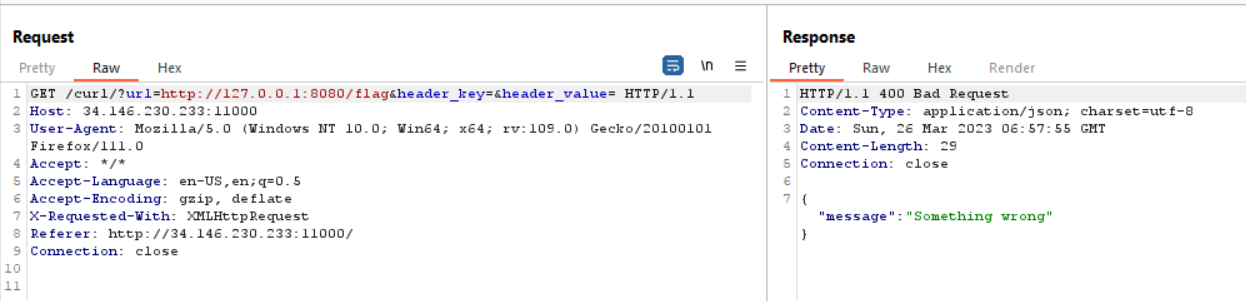 Request
Pretty Raw Hex
\n
1 GET /curl/?url=http://127.0.0.1:8080/flag&header_key=&header_value= HTTP/1.1
2 Host: 34.146.230.233:11000
3 User-Agent: Mozilla/5.0 (Windows NT 10.0; Win64; x64; rv:109.0) Gecko/20100101
Firefox/111.0
4 Accept: */*
5 Accept-Language: en-US,en;q=0.5
6 Accept-Encoding: gzip, deflate
7 X-Requested-With: XMLHttpRequest
8 Referer: http://34.146.230.233:11000/
9 Connection: close
10
11
Response
Pretty Raw Hex Render
1 HTTP/1.1 400 Bad Request
2 Content-Type: application/json; charset=utf-8
3 Date: Sun, 26 Mar 2023 06:57:55 GMT
4 Content-Length: 29
5 Connection: close
6
7 {
"message":"Something wrong"
}